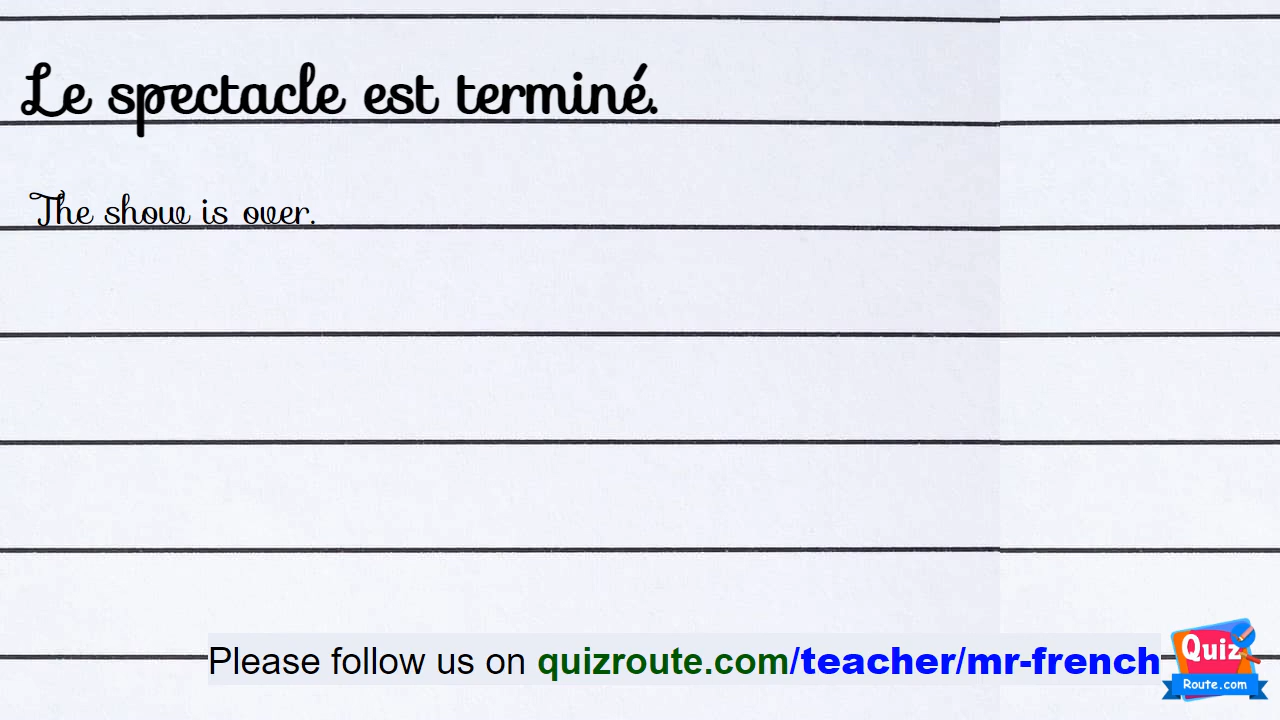 Le spectacle est terminé.
The show is over.
Please follow us on quizroute.com/teacher/mr-french
Quiz
Route.com